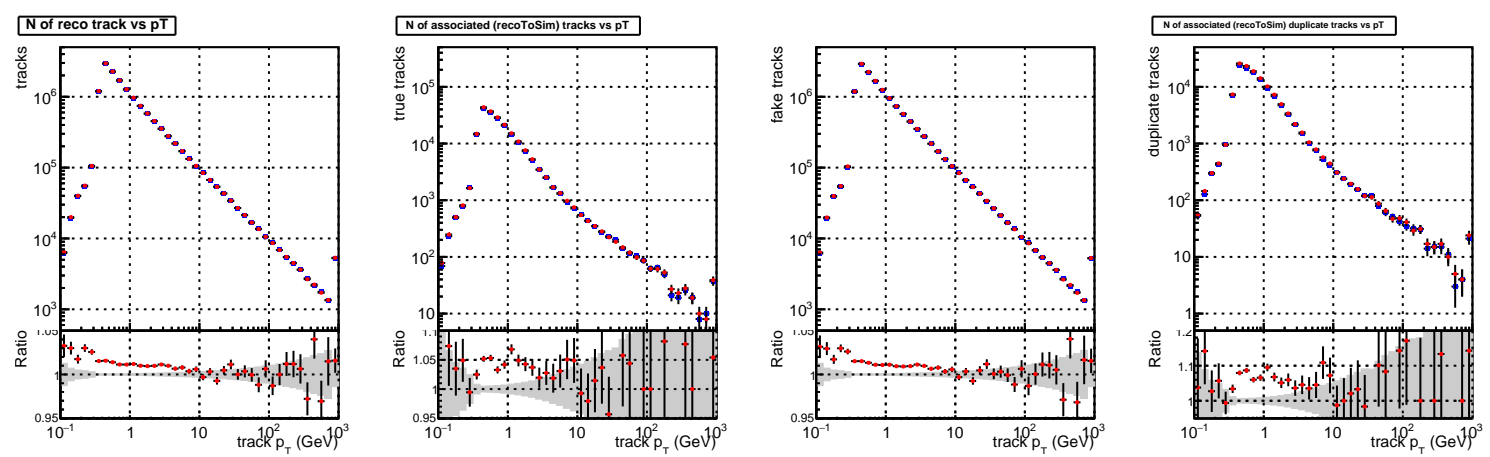 N of reco track vs pT
tracks
10^6
10^5
10^4
10^3
Ratio
1.05
1
0.95
10^-1 1 10 10^2 10^3
track p_T (GeV)
N of associated (recoToSim) tracks vs pT
true tracks
10^5
10^4
10^3
10^2
10
Ratio
1.1
1.05
1
0.95
10^-1 1 10 10^2 10^3
track p_T (GeV)
fake tracks
10^6
10^5
10^4
10^3
Ratio
1.05
1
0.95
10^-1 1 10 10^2 10^3
track p_T (GeV)
N of associated (recoToSim) duplicate tracks vs pT
duplicate tracks
10^4
10^3
10^2
10
1
Ratio
1.2
1.1
1
10^-1 1 10 10^2 10^3
track p_T (GeV)